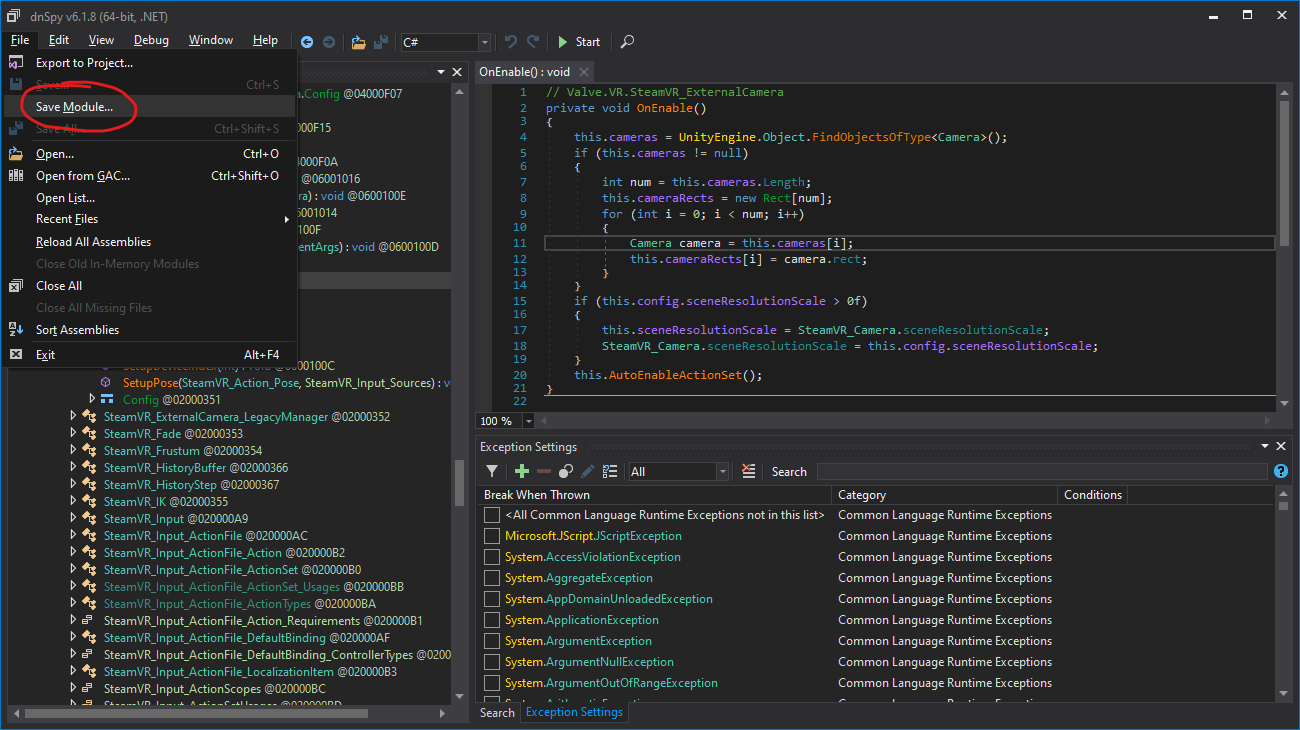 dnSpy v6.1.8 (64-bit, .NET)
File Edit View Debug Window Help C# Start
Export to Project...
Save... Ctrl+S
Save Module...
Save All... Ctrl+Shift+S
Open... Ctrl+O
Open from GAC... Ctrl+Shift+O
Open List...
Recent Files
Reload All Assemblies
Close Old In-Memory Modules
Close All
Close All Missing Files
Sort Assemblies
Exit Alt+F4
.Config @04000F07
@06001016
) : void @0600100E
entArgs) : void @0600100D
SetupPose(SteamVR_Action_Pose, SteamVR_Input_Sources) : v
Config @02000351
SteamVR_ExternalCamera_LegacyManager @02000352
SteamVR_Fade @02000353
SteamVR_Frustum @02000354
SteamVR_HistoryBuffer @02000366
SteamVR_HistoryStep @02000367
SteamVR_IK @02000355
SteamVR_Input @020000A9
SteamVR_Input_ActionFile @020000AC
SteamVR_Input_ActionFile_Action @020000B2
SteamVR_Input_ActionFile_ActionSet @020000B0
SteamVR_Input_ActionFile_ActionSet_Usages @020000BB
SteamVR_Input_ActionFile_ActionTypes @020000BA
SteamVR_Input_ActionFile_Action_Requirements @020000B1
SteamVR_Input_ActionFile_DefaultBinding @020000AF
SteamVR_Input_ActionFile_DefaultBinding_ControllerTypes @0200
SteamVR_Input_ActionFile_LocalizationItem @020000B3
SteamVR_Input_ActionScopes @020000BC
OnEnable() : void
1 // Valve.VR.SteamVR_ExternalCamera
2 private void OnEnable()
3 {
4 this.cameras = UnityEngine.Object.FindObjectsOfType<Camera>();
5 if (this.cameras != null)
6 {
7 int num = this.cameras.Length;
8 this.cameraRects = new Rect[num];
9 for (int i = 0; i < num; i++)
10 {
11 Camera camera = this.cameras[i];
12 this.cameraRects[i] = camera.rect;
13 }
14 }
15 if (this.config.sceneResolutionScale > 0f)
16 {
17 this.sceneResolutionScale = SteamVR_Camera.sceneResolutionScale;
18 SteamVR_Camera.sceneResolutionScale = this.config.sceneResolutionScale;
19 }
20 this.AutoEnableActionSet();
21 }
22
100 %
Exception Settings
All Search
Break When Thrown Category Conditions
<All Common Language Runtime Exceptions not in this list> Common Language Runtime Exceptions
Microsoft.JScript.JScriptException Common Language Runtime Exceptions
System.AccessViolationException Common Language Runtime Exceptions
System.AggregateException Common Language Runtime Exceptions
System.AppDomainUnloadedException Common Language Runtime Exceptions
System.ApplicationException Common Language Runtime Exceptions
System.ArgumentException Common Language Runtime Exceptions
System.ArgumentNullException Common Language Runtime Exceptions
System.ArgumentOutOfRangeException Common Language Runtime Exceptions
Search Exception Settings